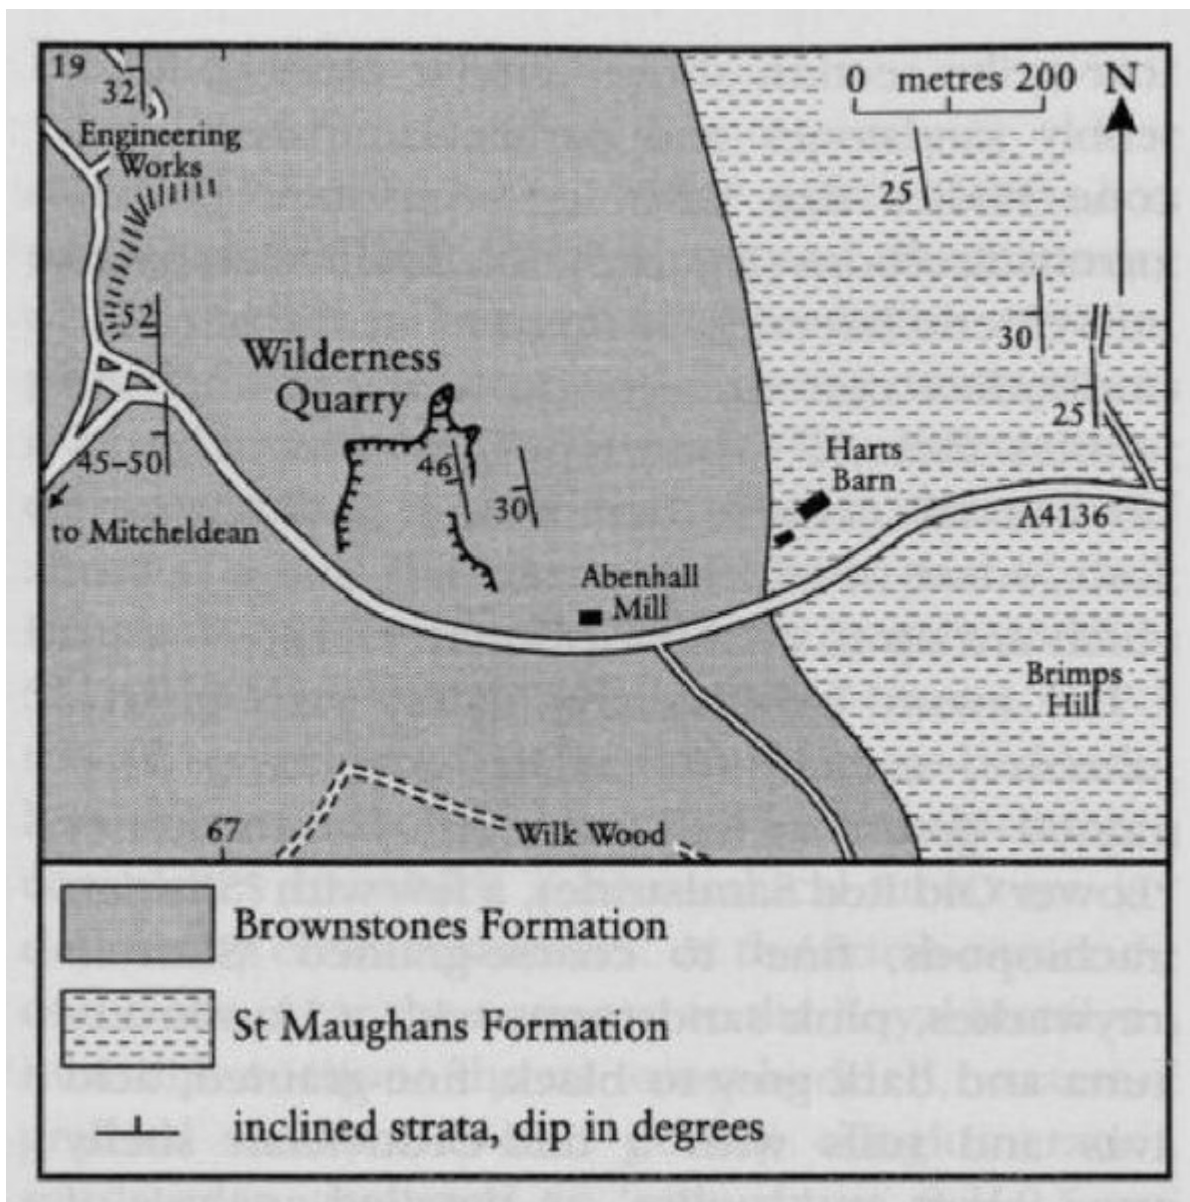 19
32
Engineering
Works
0 metres 200
N
25
52
30
Wilderness
Quarry
25
45–50
46
30
Harts
Barn
to Mitcheldean
A4136
Abenhall
Mill
Brimps
Hill
67
Wilk Wood
Brownstones Formation
St Maughans Formation
inclined strata, dip in degrees